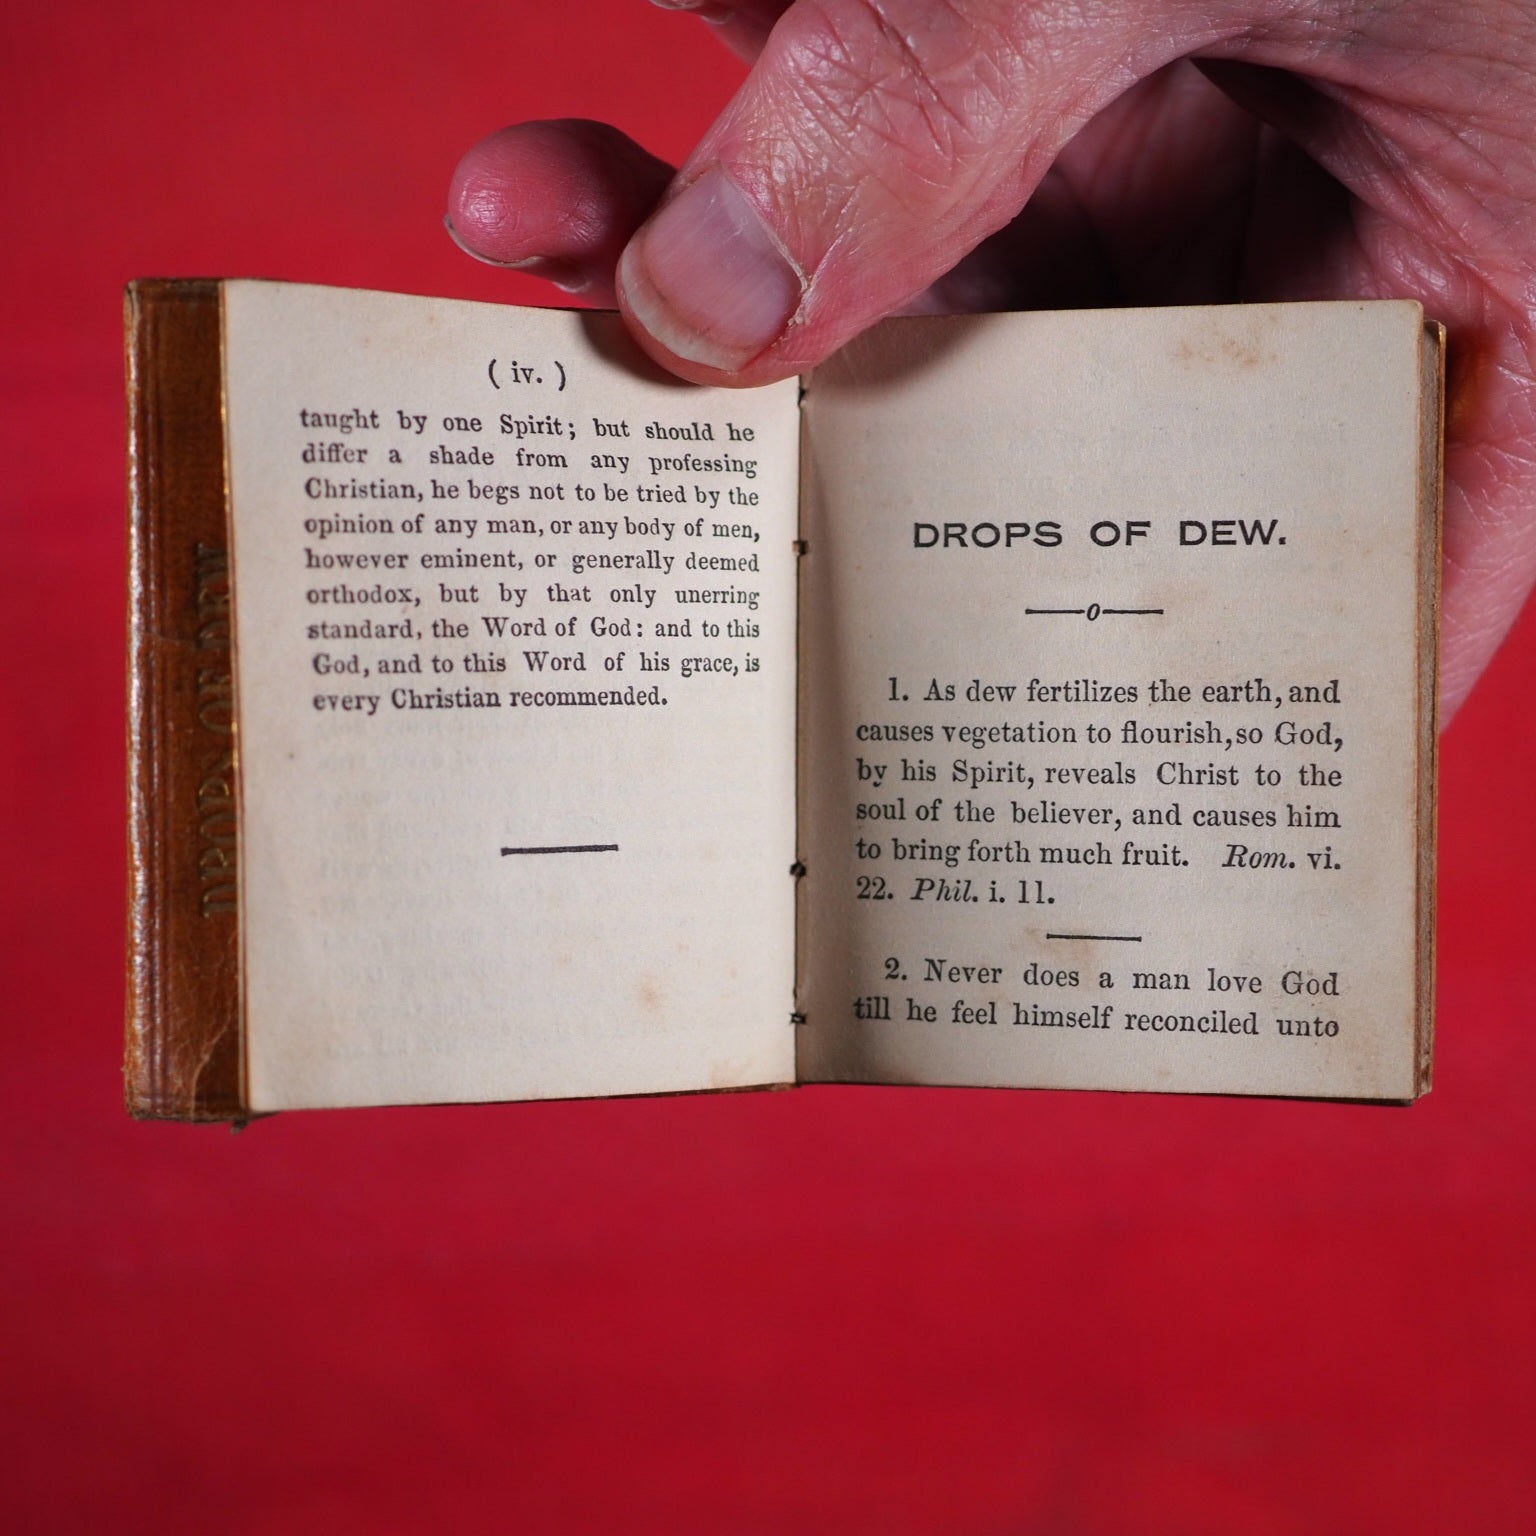 DROPS OF DEW
( iv. )
taught by one Spirit; but should he
differ a shade from any professing
Christian, he begs not to be tried by the
opinion of any man, or any body of men,
however eminent, or generally deemed
orthodox, but by that only unerring
standard, the Word of God: and to this
God, and to this Word of his grace, is
every Christian recommended.
DROPS OF DEW.
o
1. As dew fertilizes the earth, and
causes vegetation to flourish, so God,
by his Spirit, reveals Christ to the
soul of the believer, and causes him
to bring forth much fruit. Rom. vi.
22. Phil. i. 11.
2. Never does a man love God
till he feel himself reconciled unto